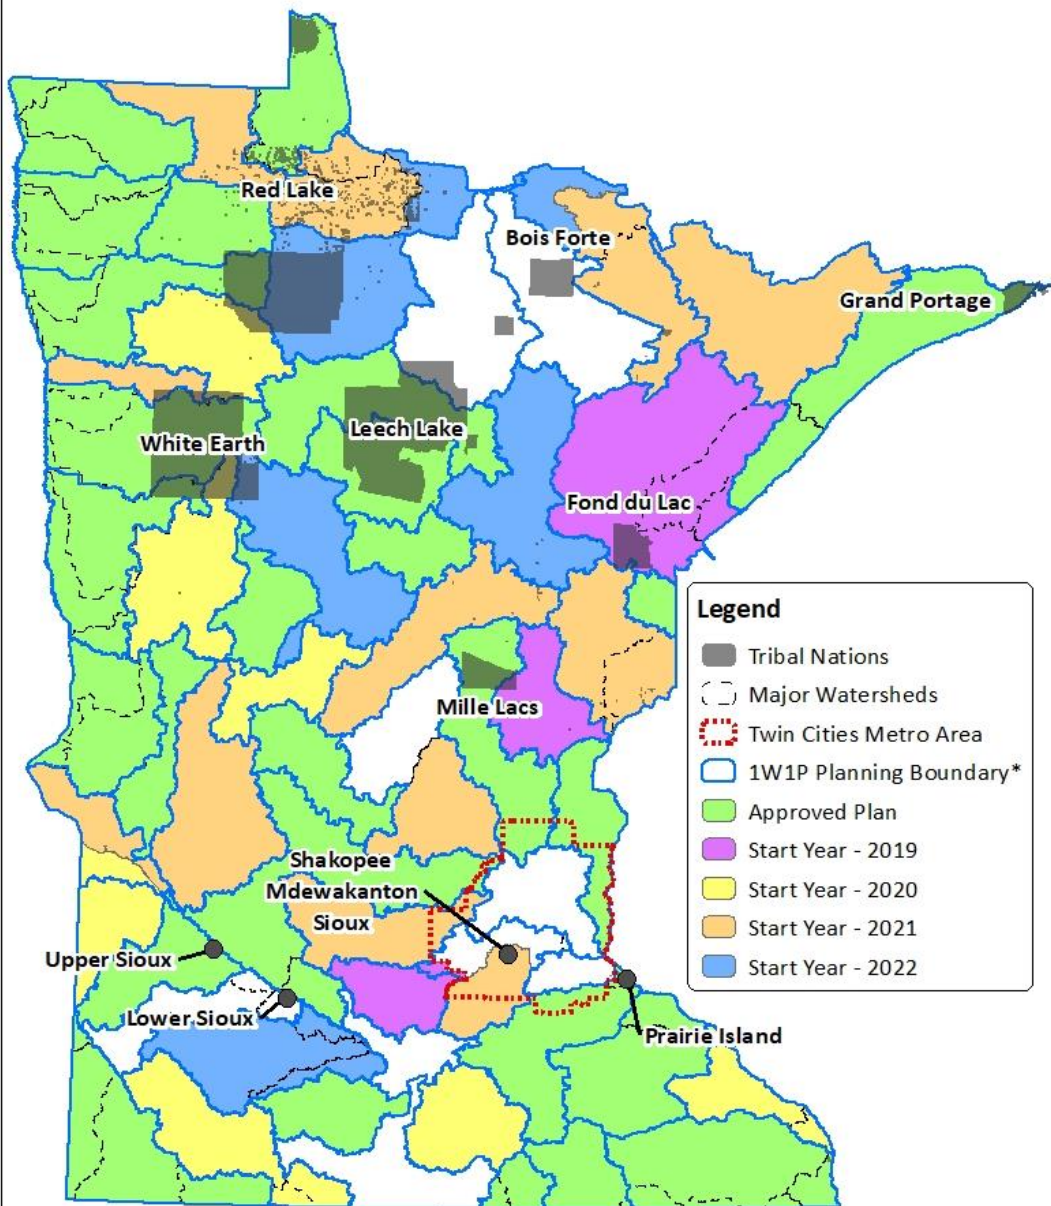 Red Lake
Bois Forte
Grand Portage
White Earth
Leech Lake
Fond du Lac
Mille Lacs
Shakopee
Mdewakanton
Sioux
Upper Sioux
Lower Sioux
Prairie Island
Legend
Tribal Nations
Major Watersheds
Twin Cities Metro Area
1W1P Planning Boundary*
Approved Plan
Start Year - 2019
Start Year - 2020
Start Year - 2021
Start Year - 2022